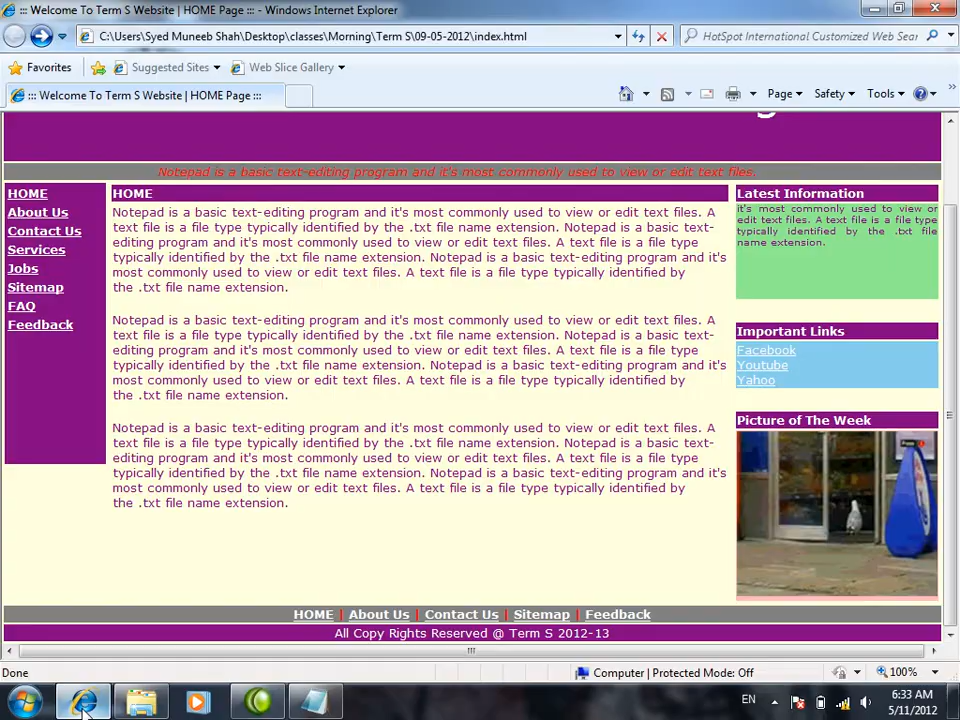 ::: Welcome To Term S Website | HOME Page ::: - Windows Internet Explorer
C:\Users\Syed Muneeb Shah\Desktop\classes\Morning\Term S\09-05-2012\index.html
HotSpot International Customized Web Sear
Favorites Suggested Sites Web Slice Gallery
::: Welcome To Term S Website | HOME Page ::: Page Safety Tools
Notepad is a basic text-editing program and it's most commonly used to view or edit text files.
HOME
About Us
Contact Us
Services
Jobs
Sitemap
FAQ
Feedback
HOME
Notepad is a basic text-editing program and it's most commonly used to view or edit text files. A
text file is a file type typically identified by the .txt file name extension. Notepad is a basic text-
editing program and it's most commonly used to view or edit text files. A text file is a file type
typically identified by the .txt file name extension. Notepad is a basic text-editing program and it's
most commonly used to view or edit text files. A text file is a file type typically identified by
the .txt file name extension.
Notepad is a basic text-editing program and it's most commonly used to view or edit text files. A
text file is a file type typically identified by the .txt file name extension. Notepad is a basic text-
editing program and it's most commonly used to view or edit text files. A text file is a file type
typically identified by the .txt file name extension. Notepad is a basic text-editing program and it's
most commonly used to view or edit text files. A text file is a file type typically identified by
the .txt file name extension.
Notepad is a basic text-editing program and it's most commonly used to view or edit text files. A
text file is a file type typically identified by the .txt file name extension. Notepad is a basic text-
editing program and it's most commonly used to view or edit text files. A text file is a file type
typically identified by the .txt file name extension. Notepad is a basic text-editing program and it's
most commonly used to view or edit text files. A text file is a file type typically identified by
the .txt file name extension.
Latest Information
it's most commonly used to view or
edit text files. A text file is a file type
typically identified by the .txt file
name extension.
Important Links
Facebook
Youtube
Yahoo
Picture of The Week
HOME | About Us | Contact Us | Sitemap | Feedback
All Copy Rights Reserved @ Term S 2012-13
Done Computer | Protected Mode: Off 100%
EN 6:33 AM
5/11/2012